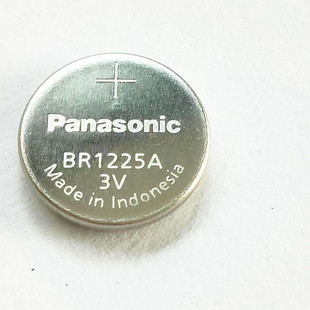 +
Panasonic
BR1225A
3V
Made in Indonesia